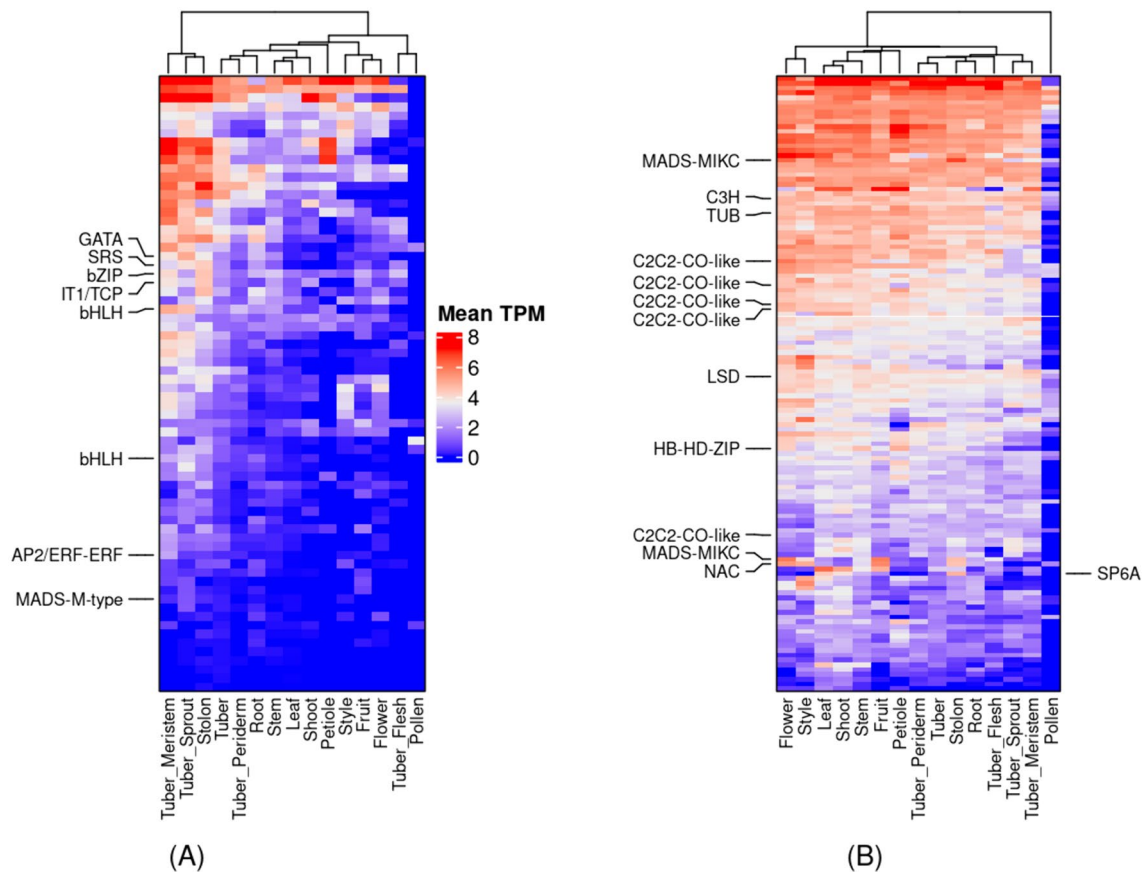 GATA
SRS
bZIP
IT1/TCP
bHLH
bHLH
AP2/ERF-ERF
MADS-M-type
Mean TPM
8
6
4
2
0
Tuber_Meristem
Tuber_Sprout
Stolon
Tuber
Tuber_Periderm
Root
Stem
Leaf
Shoot
Petiole
Style
Fruit
Flower
Tuber_Flesh
Pollen
(A)
MADS-MIKC
C3H
TUB
C2C2-CO-like
C2C2-CO-like
C2C2-CO-like
C2C2-CO-like
LSD
HB-HD-ZIP
C2C2-CO-like
MADS-MIKC
NAC
SP6A
Flower
Style
Leaf
Shoot
Stem
Fruit
Petiole
Tuber_Periderm
Tuber
Stolon
Root
Tuber_Flesh
Tuber_Sprout
Tuber_Meristem
Pollen
(B)